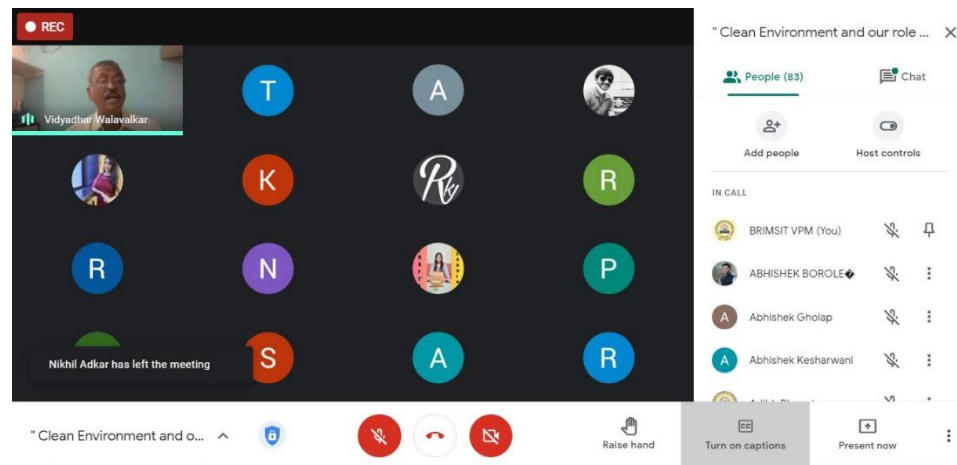 REC
Vidyadhar Walavalkar
T
A
K
Rkj
R
R
N
P
S
A
R
Nikhil Adkar has left the meeting
" Clean Environment and our role ...
People (83)
Chat
Add people
Host controls
IN CALL
BRIMSIT VPM (You)
ABHISHEK BOROLE�
A Abhishek Gholap
A Abhishek Kesharwani
" Clean Environment and o...
Raise hand
CC
Turn on captions
Present now